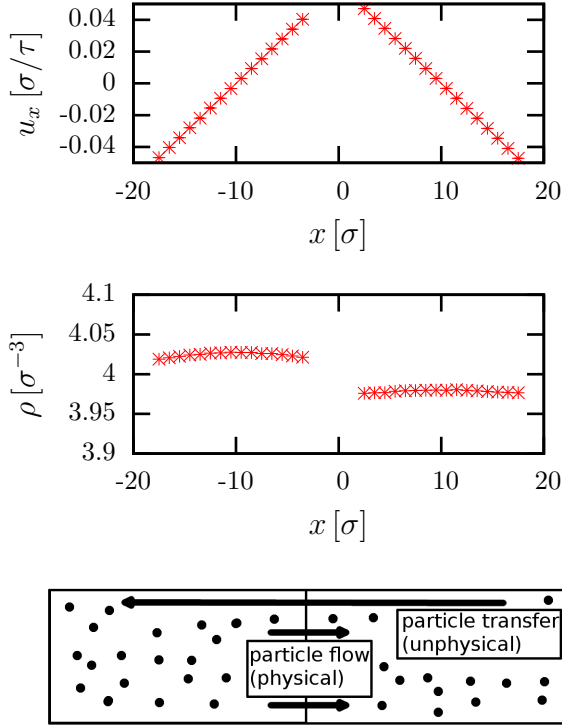 0.04
0.02
0
-0.02
-0.04
u_x [σ/τ]
-20 -10 0 10 20
x [σ]
4.1
4.05
4
3.95
3.9
ρ [σ⁻³]
-20 -10 0 10 20
x [σ]
particle transfer
(unphysical)
particle flow
(physical)